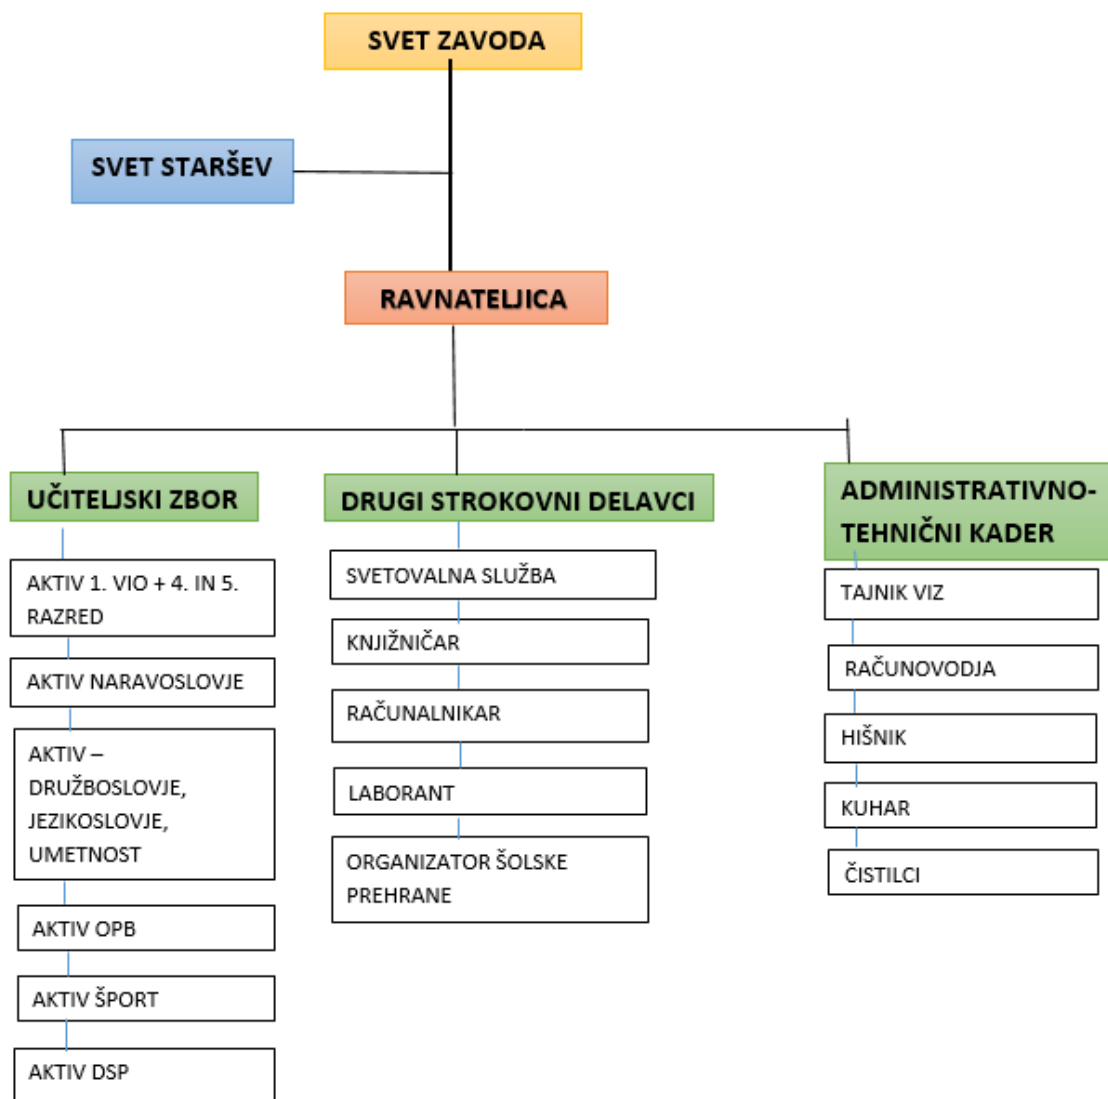 SVET ZAVODA
SVET STARŠEV
RAVNATELJICA
UČITELJSKI ZBOR
AKTIV 1. VIO + 4. IN 5.
RAZRED
AKTIV NARAVOSLOVJE
AKTIV –
DRUŽBOSLOVJE,
JEZIKOSLOVJE,
UMETNOST
AKTIV OPB
AKTIV ŠPORT
AKTIV DSP
DRUGI STROKOVNI DELAVCI
SVETOVALNA SLUŽBA
KNJIŽNIČAR
RAČUNALNIKAR
LABORANT
ORGANIZATOR ŠOLSKE
PREHRANE
ADMINISTRATIVNO-
TEHNIČNI KADER
TAJNIK VIZ
RAČUNOVODJA
HIŠNIK
KUHAR
ČISTILCI